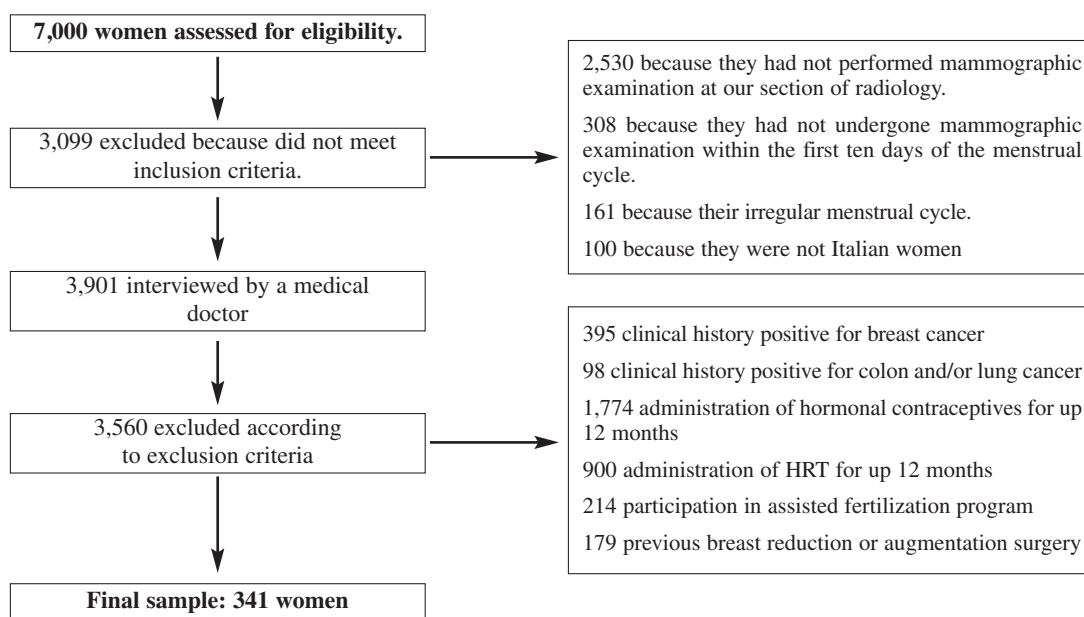 7,000 women assessed for eligibility.
2,530 because they had not performed mammographic
examination at our section of radiology.
308 because they had not undergone mammographic
examination within the first ten days of the menstrual
cycle.
161 because their irregular menstrual cycle.
100 because they were not Italian women
3,099 excluded because did not meet
inclusion criteria.
3,901 interviewed by a medical
doctor
395 clinical history positive for breast cancer
98 clinical history positive for colon and/or lung cancer
1,774 administration of hormonal contraceptives for up
12 months
900 administration of HRT for up 12 months
214 participation in assisted fertilization program
179 previous breast reduction or augmentation surgery
3,560 excluded according
to exclusion criteria
Final sample: 341 women